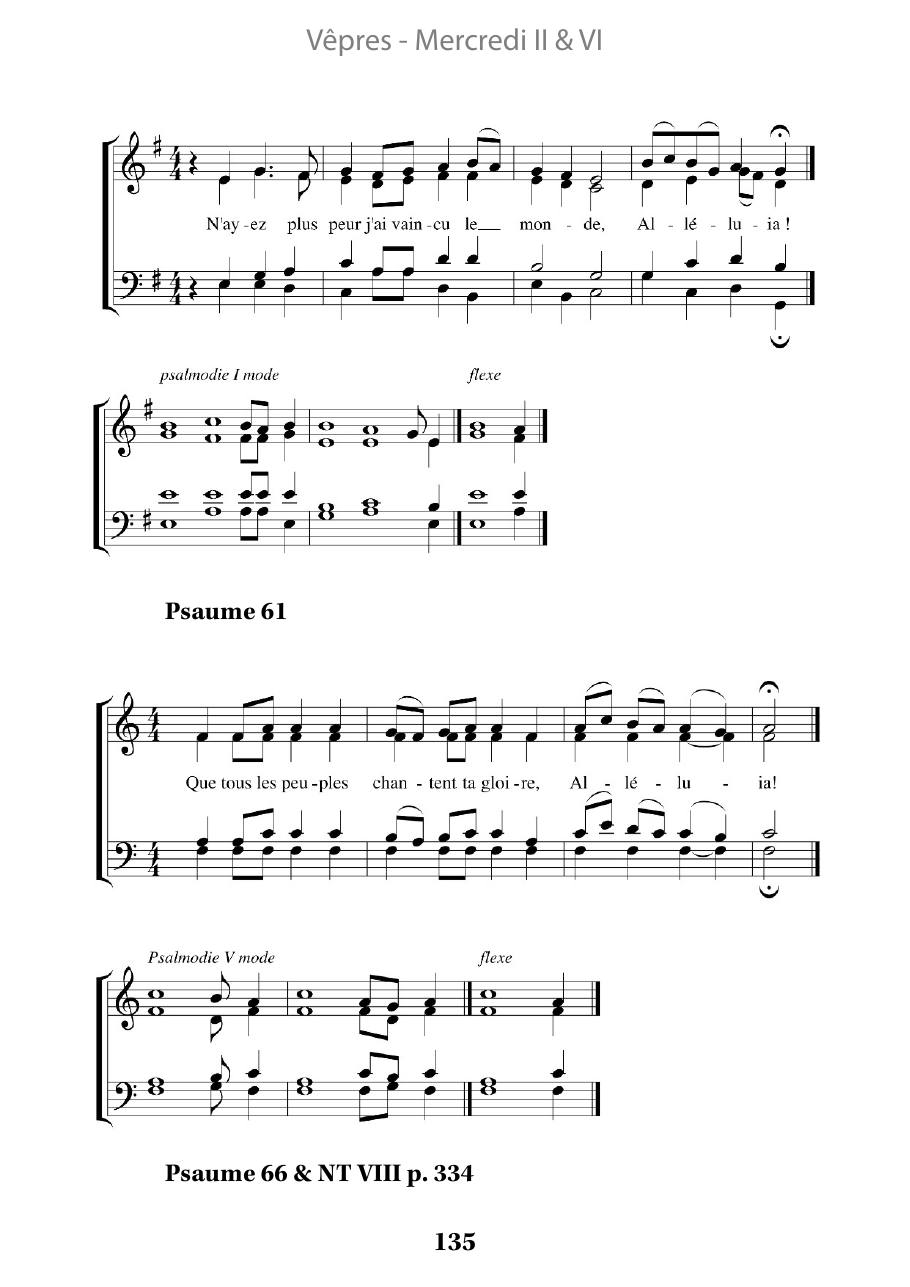 Vêpres - Mercredi II & VI
N'ay - ez plus peur j'ai vain - cu le mon - de, Al - lé - lu - ia !
psalmodie I mode flexe
Psaume 61
Que tous les peu - ples chan - tent ta gloi - re, Al - lé - lu - ia!
Psalmodie V mode flexe
Psaume 66 & NT VIII p. 334
135